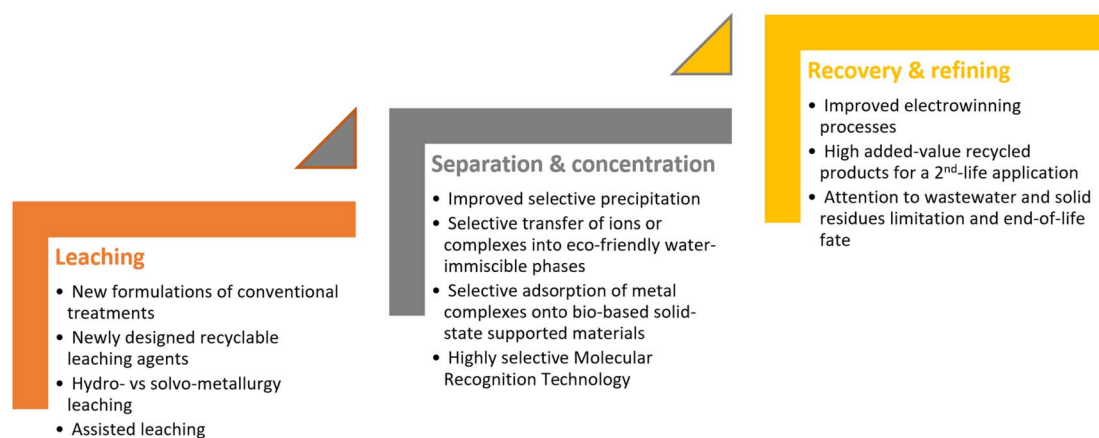 Leaching
• New formulations of conventional
treatments
• Newly designed recyclable
leaching agents
• Hydro- vs solvo-metallurgy
leaching
• Assisted leaching
Separation & concentration
• Improved selective precipitation
• Selective transfer of ions or
complexes into eco-friendly water-
immiscible phases
• Selective adsorption of metal
complexes onto bio-based solid-
state supported materials
• Highly selective Molecular
Recognition Technology
Recovery & refining
• Improved electrowinning
processes
• High added-value recycled
products for a 2nd-life application
• Attention to wastewater and solid
residues limitation and end-of-life
fate